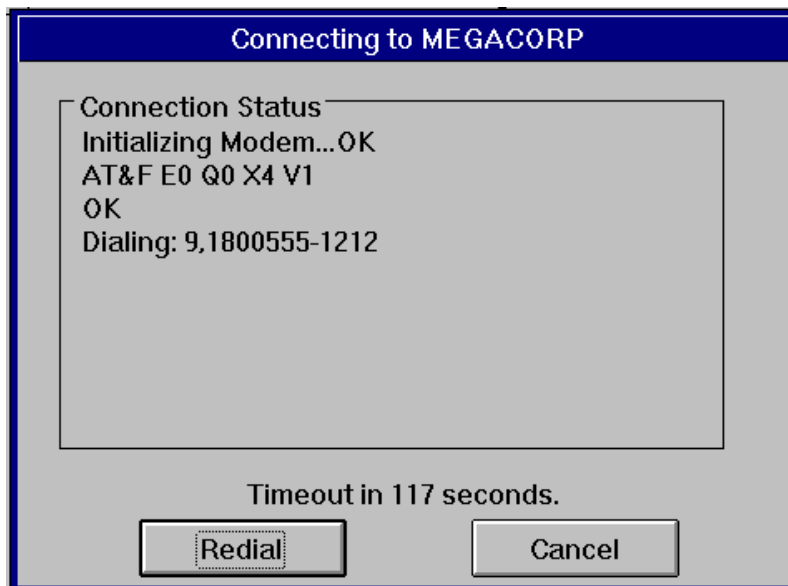 Connecting to MEGACORP
Connection Status
Initializing Modem...OK
AT&F E0 Q0 X4 V1
OK
Dialing: 9,1800555-1212
Timeout in 117 seconds.
Redial
Cancel